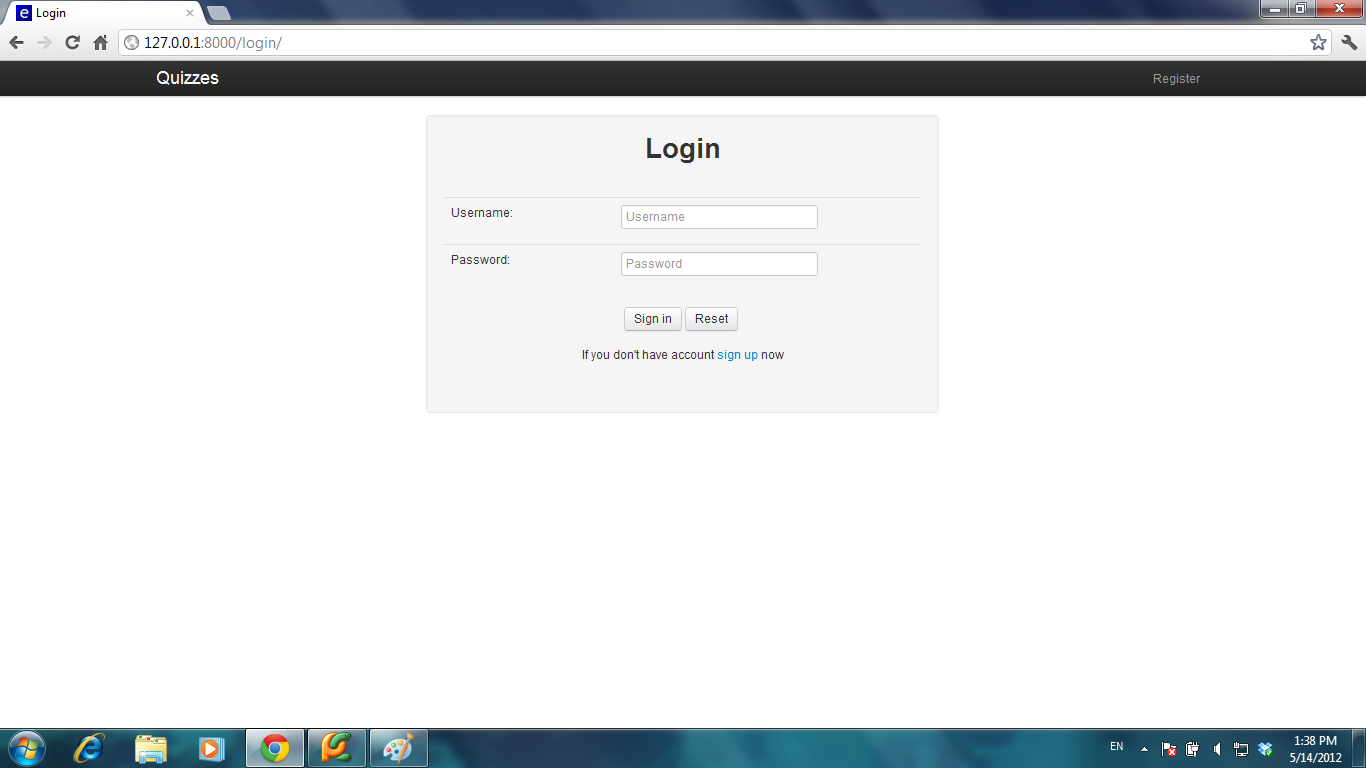 e Login
127.0.0.1:8000/login/
Quizzes Register
Login
Username: Username
Password: Password
Sign in Reset
If you don't have account sign up now
EN 1:38 PM
5/14/2012